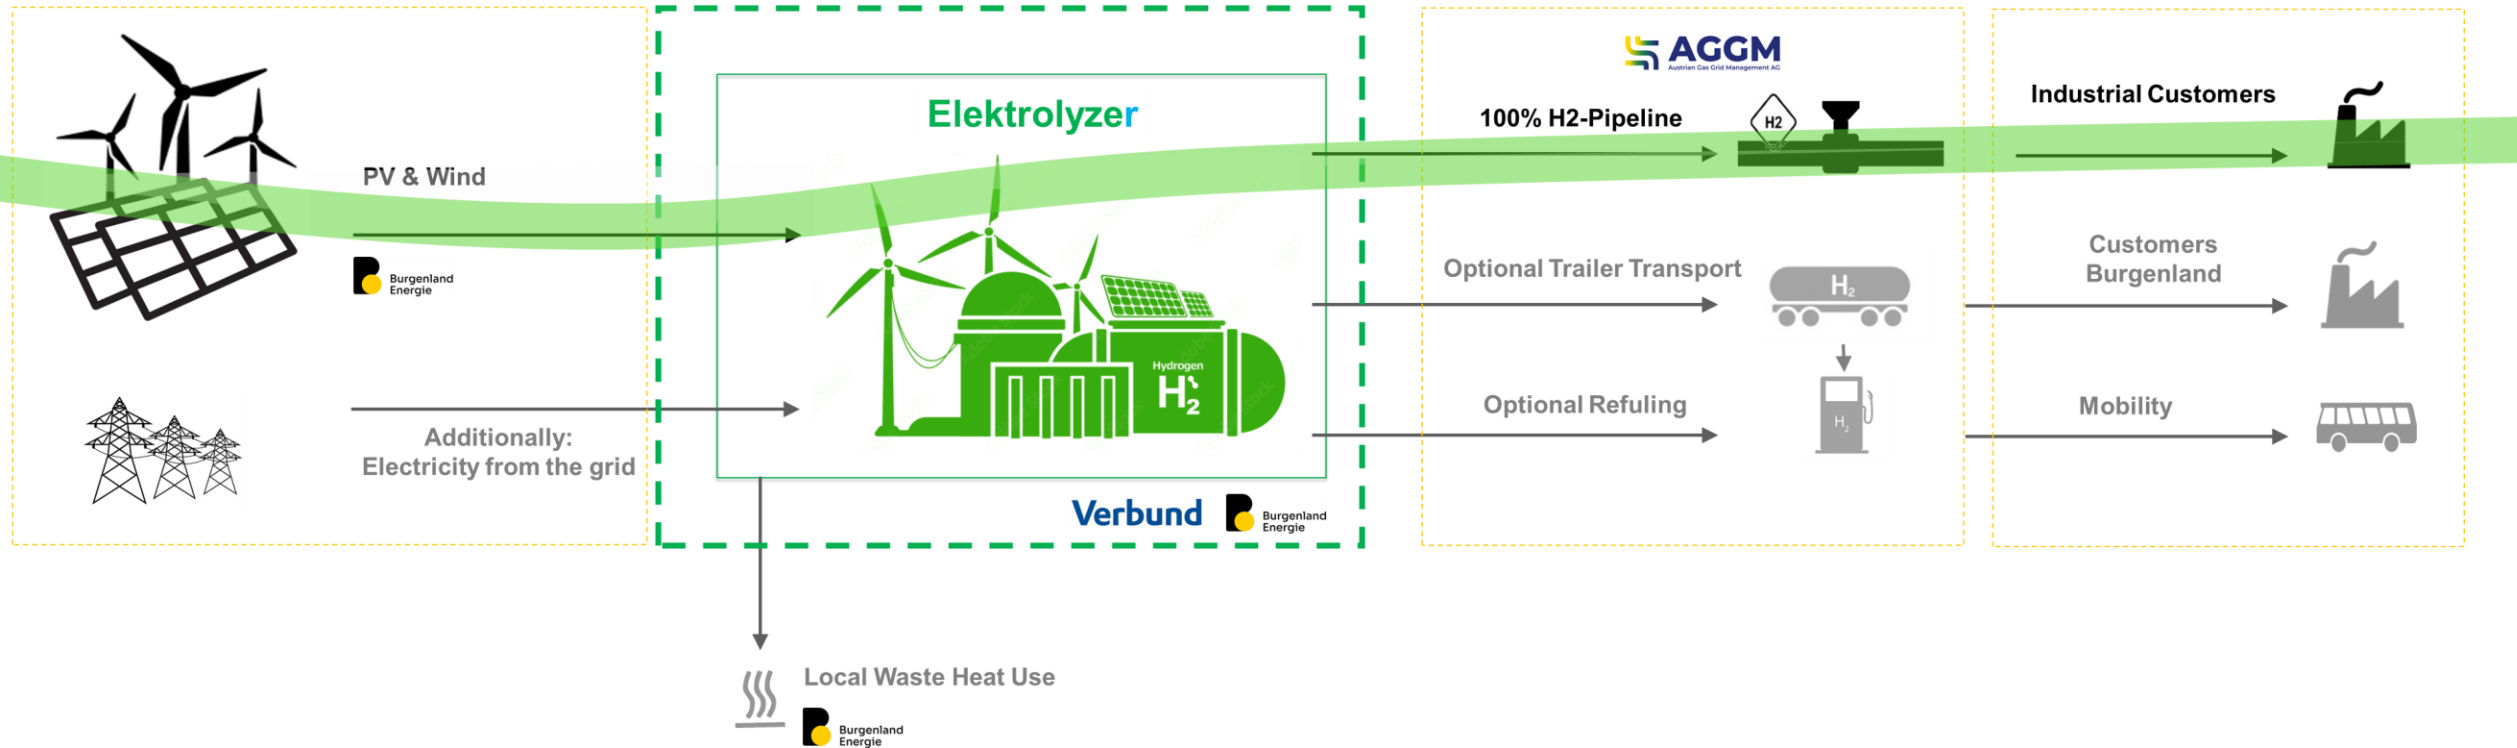 PV & Wind
Burgenland
Energie
Additionally:
Electricity from the grid
Elektrolyzer
Hydrogen
H2
Verbund
Burgenland
Energie
Local Waste Heat Use
Burgenland
Energie
AGGM
Austrian Gas Grid Management AG
100% H2-Pipeline
H2
Optional Trailer Transport
H2
Optional Refuling
H2
Industrial Customers
Customers
Burgenland
Mobility